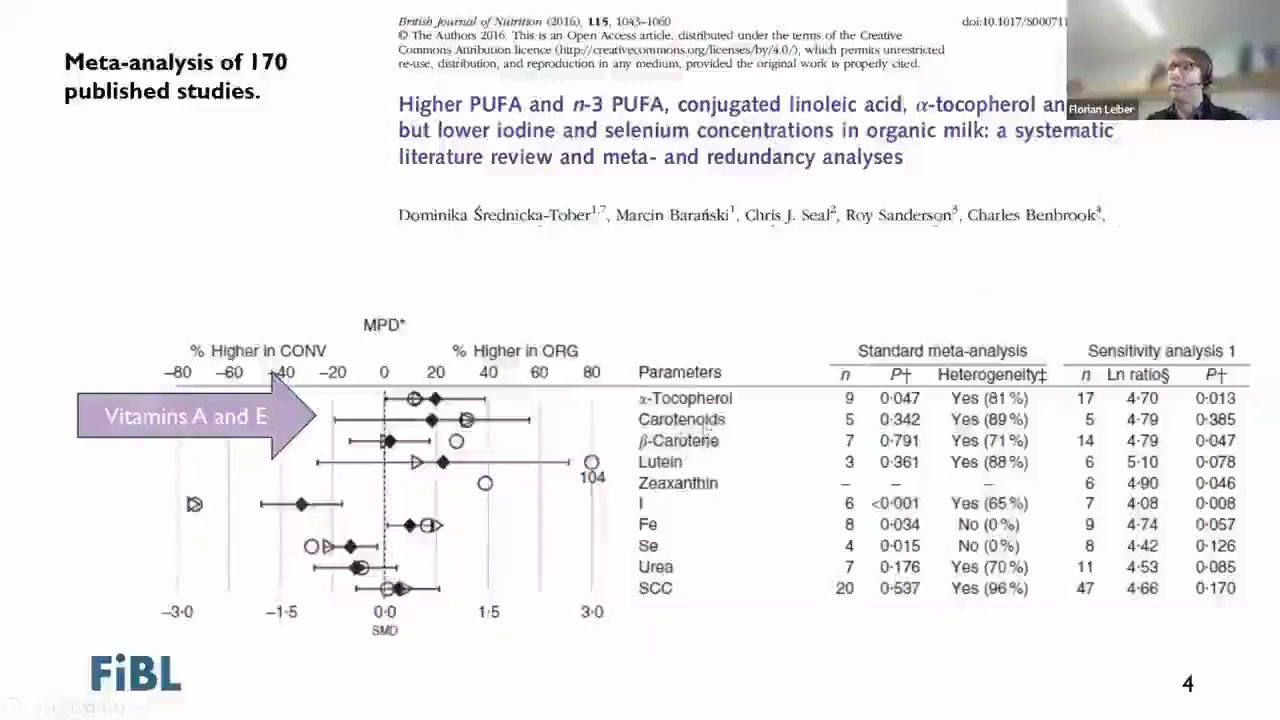 Meta-analysis of 170
published studies.
British Journal of Nutrition (2016), 115, 1043–1060
doi:10.1017/S000711
© The Authors 2016. This is an Open Access article, distributed under the terms of the Creative
Commons Attribution licence (http://creativecommons.org/licenses/by/4.0/), which permits unrestricted
re-use, distribution, and reproduction in any medium, provided the original work is properly cited.
Florian Leiber
Higher PUFA and n-3 PUFA, conjugated linoleic acid, α-tocopherol an
but lower iodine and selenium concentrations in organic milk: a systematic
literature review and meta- and redundancy analyses
Dominika Średnicka-Tober1,7, Marcin Barański1, Chris J. Seal2, Roy Sanderson3, Charles Benbrook4,
MPD*
% Higher in CONV % Higher in ORG
−80 −60 −40 −20 0 20 40 60 80
Vitamins A and E
104
−3·0 −1·5 0·0 1·5 3·0
SMD
Standard meta-analysis Sensitivity analysis 1
Parameters n P† Heterogeneity‡ n Ln ratio§ P†
α-Tocopherol 9 0·047 Yes (81 %) 17 4·70 0·013
Carotenoids 5 0·342 Yes (89 %) 5 4·79 0·385
β-Carotene 7 0·791 Yes (71 %) 14 4·79 0·047
Lutein 3 0·361 Yes (88 %) 6 5·10 0·078
Zeaxanthin – – – 6 4·90 0·046
I 6 <0·001 Yes (65 %) 7 4·08 0·008
Fe 8 0·034 No (0 %) 9 4·74 0·057
Se 4 0·015 No (0 %) 8 4·42 0·126
Urea 7 0·176 Yes (70 %) 11 4·53 0·085
SCC 20 0·537 Yes (96 %) 47 4·66 0·170
FiBL
4